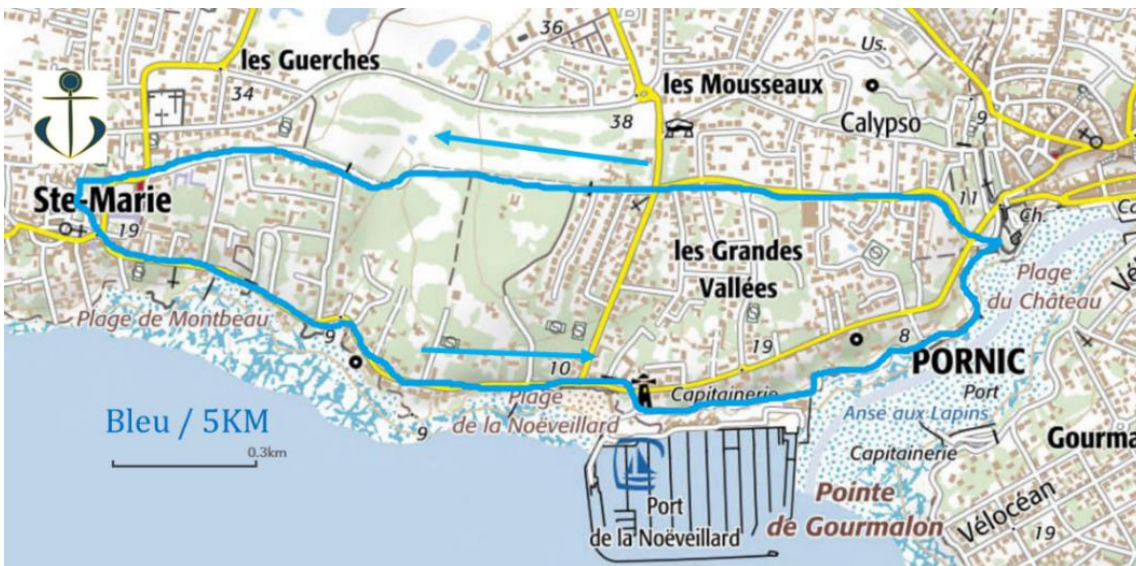 36
Us.
les Guerches
les Mousseaux
34
38
Calypso
9
Ste-Marie
11
Ch.
19
les Grandes
Vallées
Plage
du Château
Plage de Montbeau
9
8
19
10
PORNIC
Capitainerie
Port
Plage
de la Noëveillard
Anse aux Lapins
Bleu / 5KM
9
Gourma
0.3km
Capitainerie
Port
de la Noëveillard
Pointe
de Gourmalon
Vélocéan
19